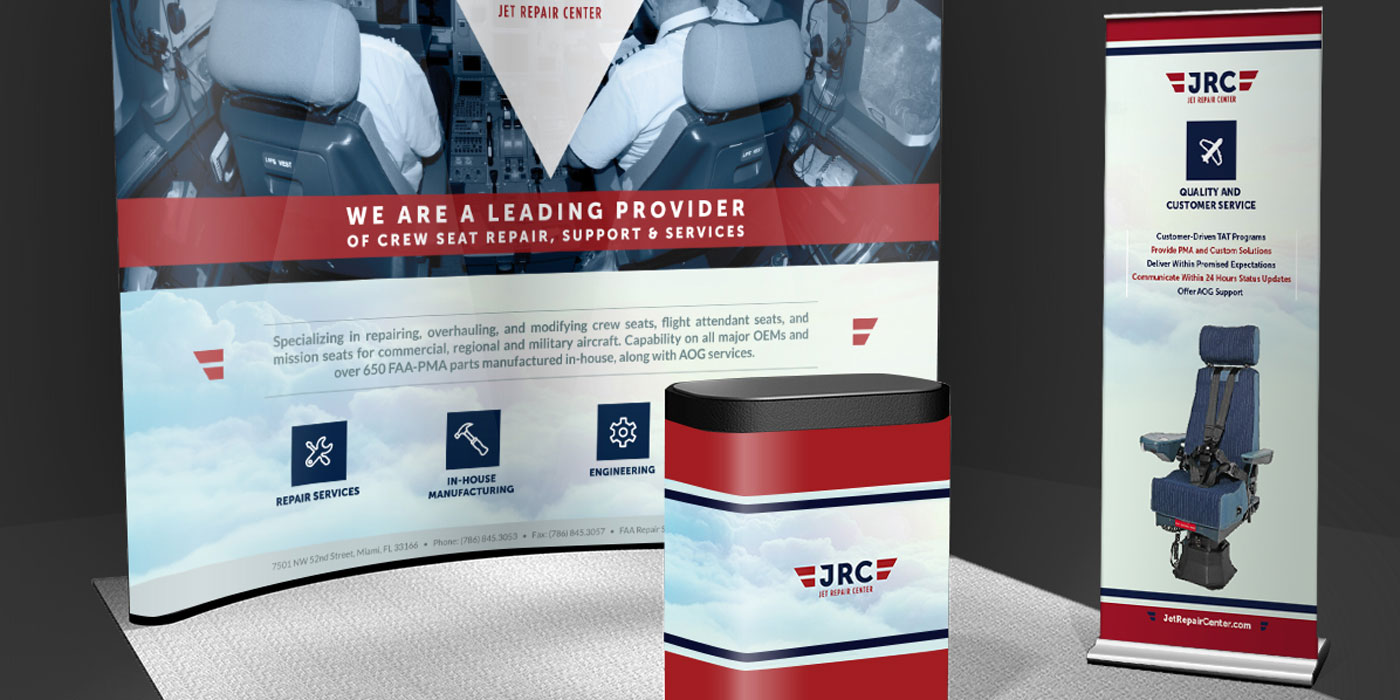 JET REPAIR CENTER
LIFE VEST
LIFE VEST
WE ARE A LEADING PROVIDER
OF CREW SEAT REPAIR, SUPPORT & SERVICES
Specializing in repairing, overhauling, and modifying crew seats, flight attendant seats, and
mission seats for commercial, regional and military aircraft. Capability on all major OEMs and
over 650 FAA-PMA parts manufactured in-house, along with AOG services.
REPAIR SERVICES
IN-HOUSE
MANUFACTURING
ENGINEERING
7501 NW 52nd Street, Miami, FL 33166 • Phone: (786) 845.3053 • Fax: (786) 845.3057 • FAA Repair S
JRC
JET REPAIR CENTER
JRC
JET REPAIR CENTER
QUALITY AND
CUSTOMER SERVICE
Customer-Driven TAT Programs
Provide PMA and Custom Solutions
Deliver Within Promised Expectations
Communicate Within 24 Hours Status Updates
Offer AOG Support
JetRepairCenter.com